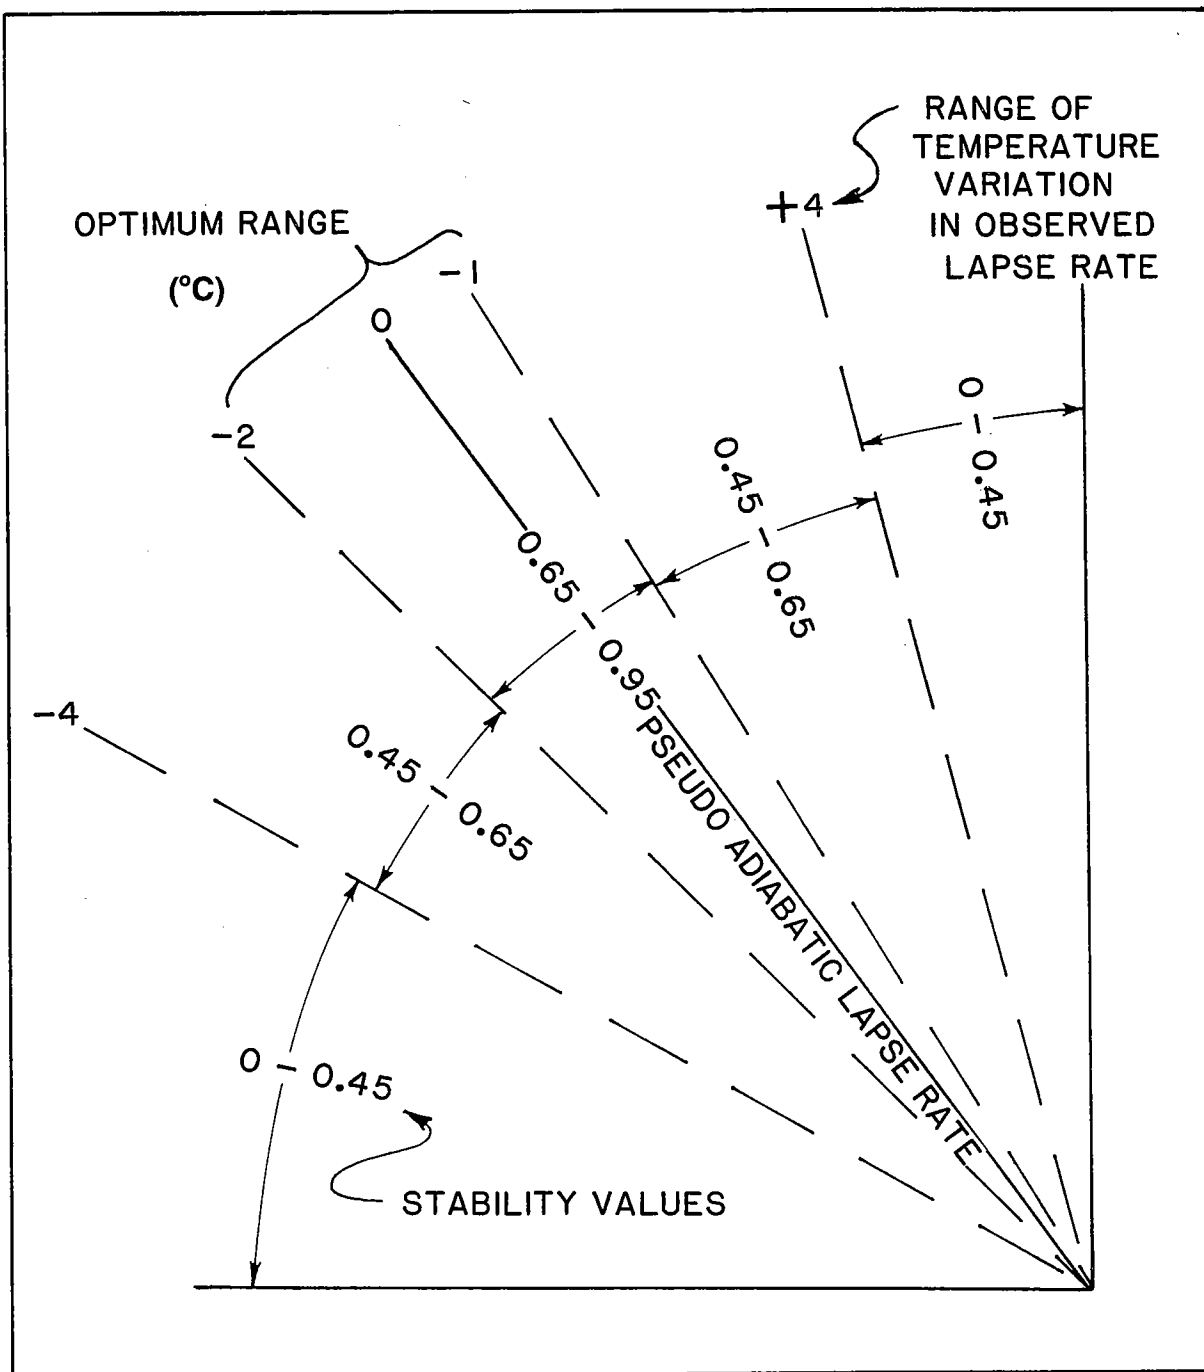 RANGE OF
TEMPERATURE
VARIATION
IN OBSERVED
LAPSE RATE
+4
OPTIMUM RANGE
(°C)
-1
0
-2
-4
0 - 0.45
0.45 - 0.65
0.65 - 0.95
0.45 - 0.65
0 - 0.45
PSEUDO ADIABATIC LAPSE RATE
STABILITY VALUES